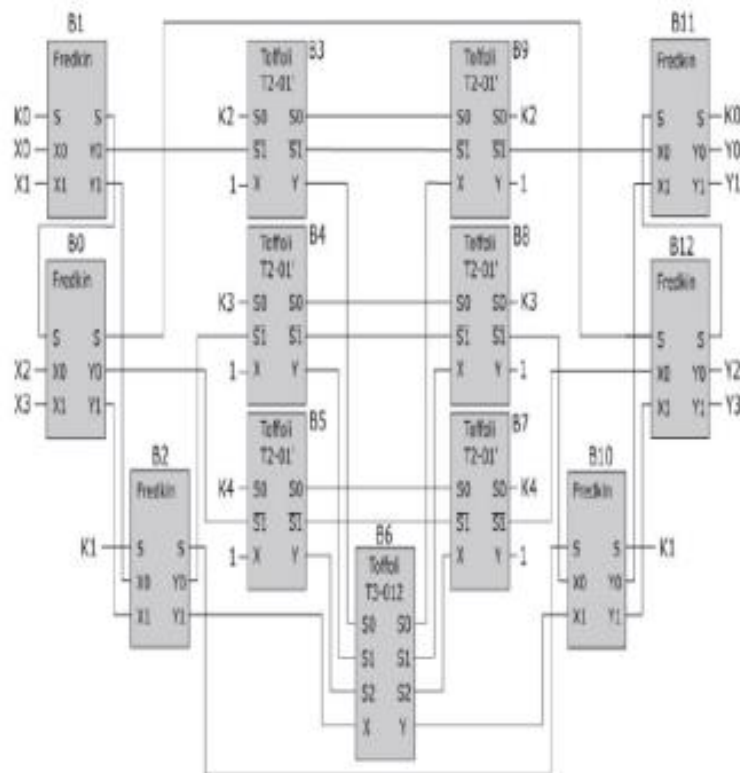 B1
Fredkin
K0 S S
X0 X0 Y0
X1 X1 Y1
B0
Fredkin
S S
X2 X0 Y0
X3 X1 Y1
B2
Fredkin
K1 S S
X0 Y0
X1 Y1
B3
Toffoli
T2-01'
K2 S0 S0
S1 S1
1 X Y
B4
Toffoli
T2-01'
K3 S0 S0
S1 S1
1 X Y
B5
Toffoli
T2-01'
K4 S0 S0
S1 S1
1 X Y
B6
Toffoli
T3-012
S0 S0
S1 S1
S2 S2
X Y
B9
Toffoli
T2-01'
S0 S0 K2
S1 S1
X Y 1
B8
Toffoli
T2-01'
S0 S0 K3
S1 S1
X Y 1
B7
Toffoli
T2-01'
S0 S0 K4
S1 S1
X Y 1
B11
Fredkin
S S K0
X0 Y0 Y0
X1 Y1 Y1
B12
Fredkin
S S
X0 Y0 Y2
X1 Y1 Y3
B10
Fredkin
S S K1
X0 Y0
X1 Y1